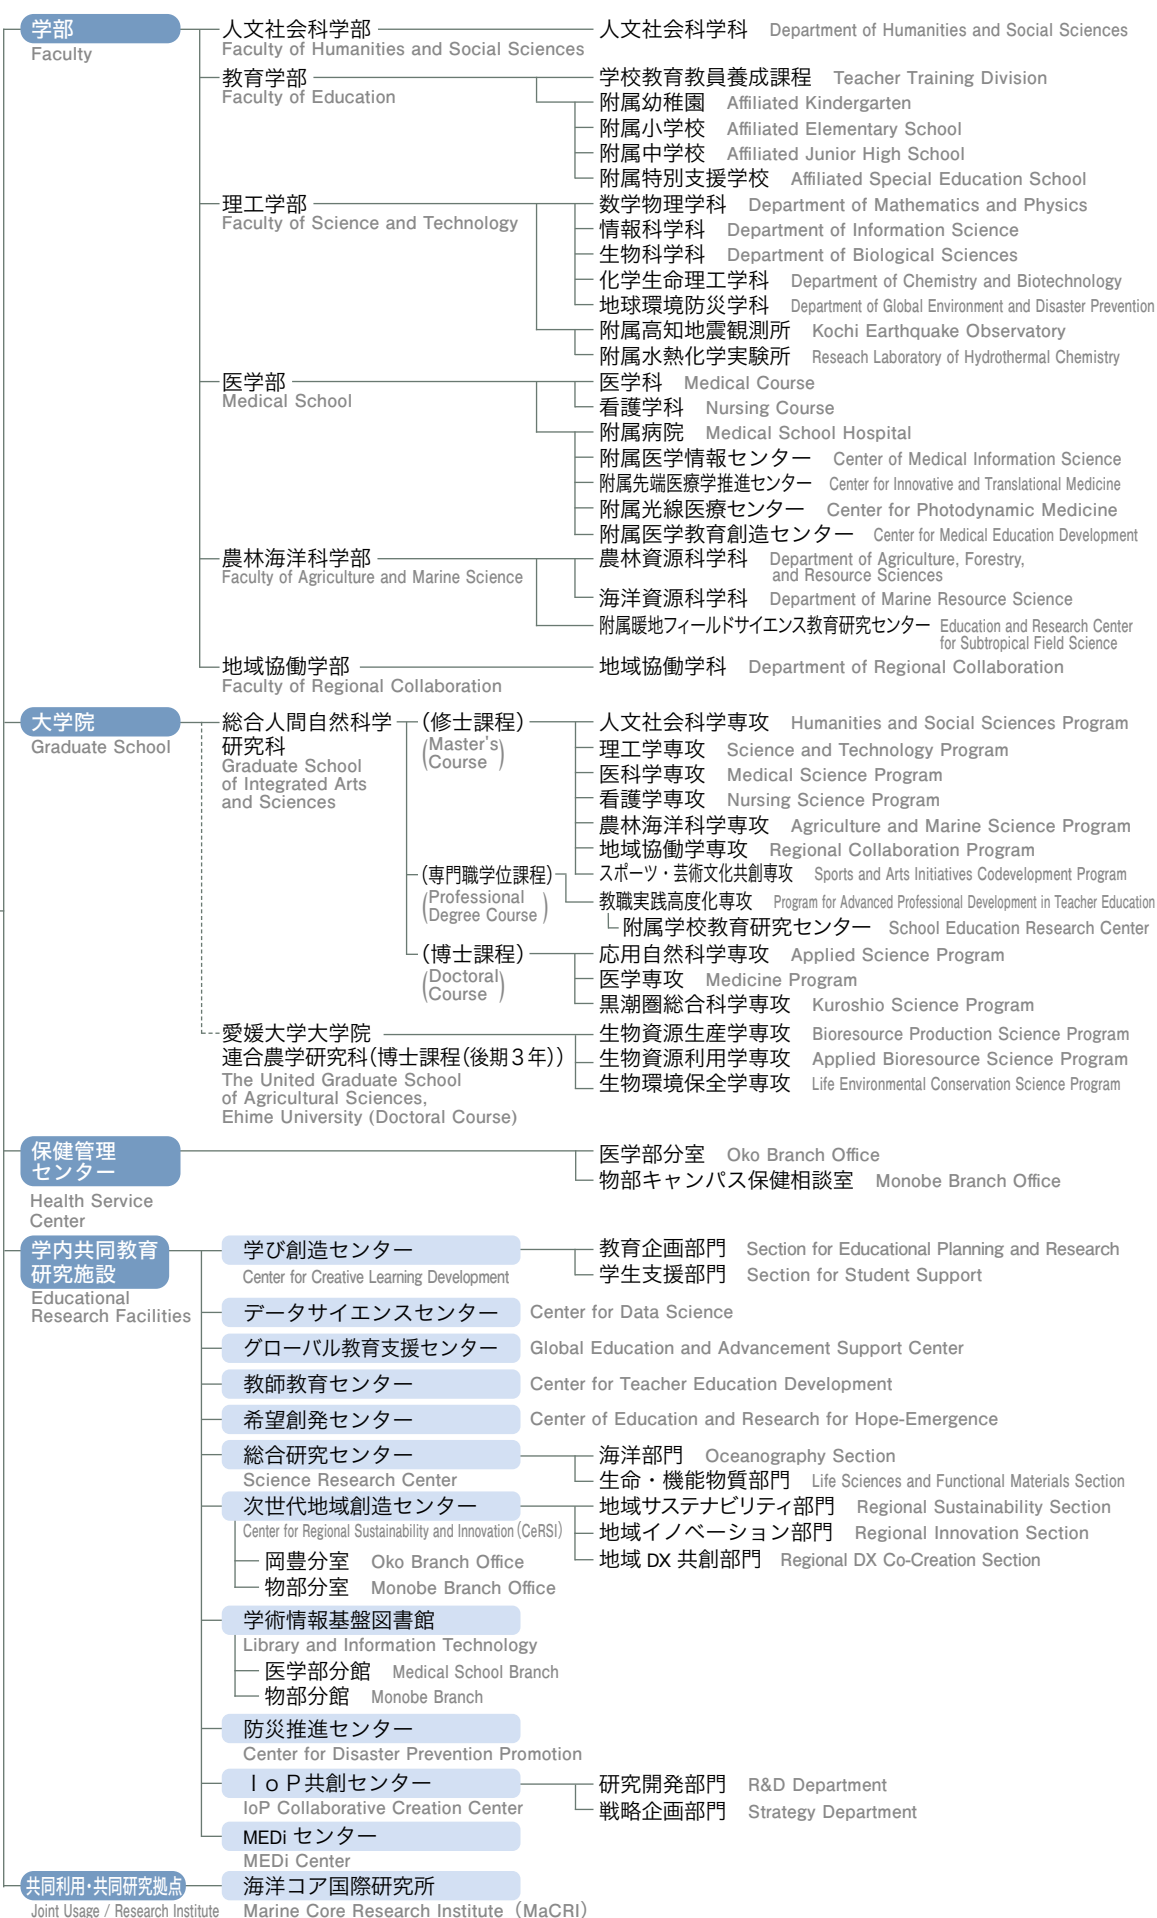 学部
Faculty
人文社会科学部
Faculty of Humanities and Social Sciences
人文社会科学科 Department of Humanities and Social Sciences
教育学部
Faculty of Education
学校教育教員養成課程 Teacher Training Division
附属幼稚園 Affiliated Kindergarten
附属小学校 Affiliated Elementary School
附属中学校 Affiliated Junior High School
附属特別支援学校 Affiliated Special Education School
理工学部
Faculty of Science and Technology
数学物理学科 Department of Mathematics and Physics
情報科学科 Department of Information Science
生物科学科 Department of Biological Sciences
化学生命理工学科 Department of Chemistry and Biotechnology
地球環境防災学科 Department of Global Environment and Disaster Prevention
附属高知地震観測所 Kochi Earthquake Observatory
附属水熱化学実験所 Reseach Laboratory of Hydrothermal Chemistry
医学部
Medical School
医学科 Medical Course
看護学科 Nursing Course
附属病院 Medical School Hospital
附属医学情報センター Center of Medical Information Science
附属先端医療学推進センター Center for Innovative and Translational Medicine
附属光線医療センター Center for Photodynamic Medicine
附属医学教育創造センター Center for Medical Education Development
農林海洋科学部
Faculty of Agriculture and Marine Science
農林資源科学科 Department of Agriculture, Forestry,
and Resource Sciences
海洋資源科学科 Department of Marine Resource Science
附属暖地フィールドサイエンス教育研究センター Education and Research Center
for Subtropical Field Science
地域協働学部
Faculty of Regional Collaboration
地域協働学科 Department of Regional Collaboration
大学院
Graduate School
総合人間自然科学
研究科
Graduate School
of Integrated Arts
and Sciences
(修士課程)
(Master's
Course)
人文社会科学専攻 Humanities and Social Sciences Program
理工学専攻 Science and Technology Program
医科学専攻 Medical Science Program
看護学専攻 Nursing Science Program
農林海洋科学専攻 Agriculture and Marine Science Program
地域協働学専攻 Regional Collaboration Program
スポーツ・芸術文化共創専攻 Sports and Arts Initiatives Codevelopment Program
(専門職学位課程)
(Professional
Degree Course)
教職実践高度化専攻 Program for Advanced Professional Development in Teacher Education
附属学校教育研究センター School Education Research Center
(博士課程)
(Doctoral
Course)
応用自然科学専攻 Applied Science Program
医学専攻 Medicine Program
黒潮圏総合科学専攻 Kuroshio Science Program
愛媛大学大学院
連合農学研究科(博士課程(後期3年))
The United Graduate School
of Agricultural Sciences,
Ehime University (Doctoral Course)
生物資源生産学専攻 Bioresource Production Science Program
生物資源利用学専攻 Applied Bioresource Science Program
生物環境保全学専攻 Life Environmental Conservation Science Program
保健管理
センター
Health Service
Center
医学部分室 Oko Branch Office
物部キャンパス保健相談室 Monobe Branch Office
学内共同教育
研究施設
Educational
Research Facilities
学び創造センター
Center for Creative Learning Development
教育企画部門 Section for Educational Planning and Research
学生支援部門 Section for Student Support
データサイエンスセンター Center for Data Science
グローバル教育支援センター Global Education and Advancement Support Center
教師教育センター Center for Teacher Education Development
希望創発センター Center of Education and Research for Hope-Emergence
総合研究センター
Science Research Center
海洋部門 Oceanography Section
生命・機能物質部門 Life Sciences and Functional Materials Section
次世代地域創造センター
Center for Regional Sustainability and Innovation (CeRSI)
地域サステナビリティ部門 Regional Sustainability Section
地域イノベーション部門 Regional Innovation Section
地域 DX 共創部門 Regional DX Co-Creation Section
岡豊分室 Oko Branch Office
物部分室 Monobe Branch Office
学術情報基盤図書館
Library and Information Technology
医学部分館 Medical School Branch
物部分館 Monobe Branch
防災推進センター
Center for Disaster Prevention Promotion
IoP共創センター
IoP Collaborative Creation Center
研究開発部門 R&D Department
戦略企画部門 Strategy Department
MEDi センター
MEDi Center
共同利用・共同研究拠点
Joint Usage / Research Institute
海洋コア国際研究所
Marine Core Research Institute (MaCRI)